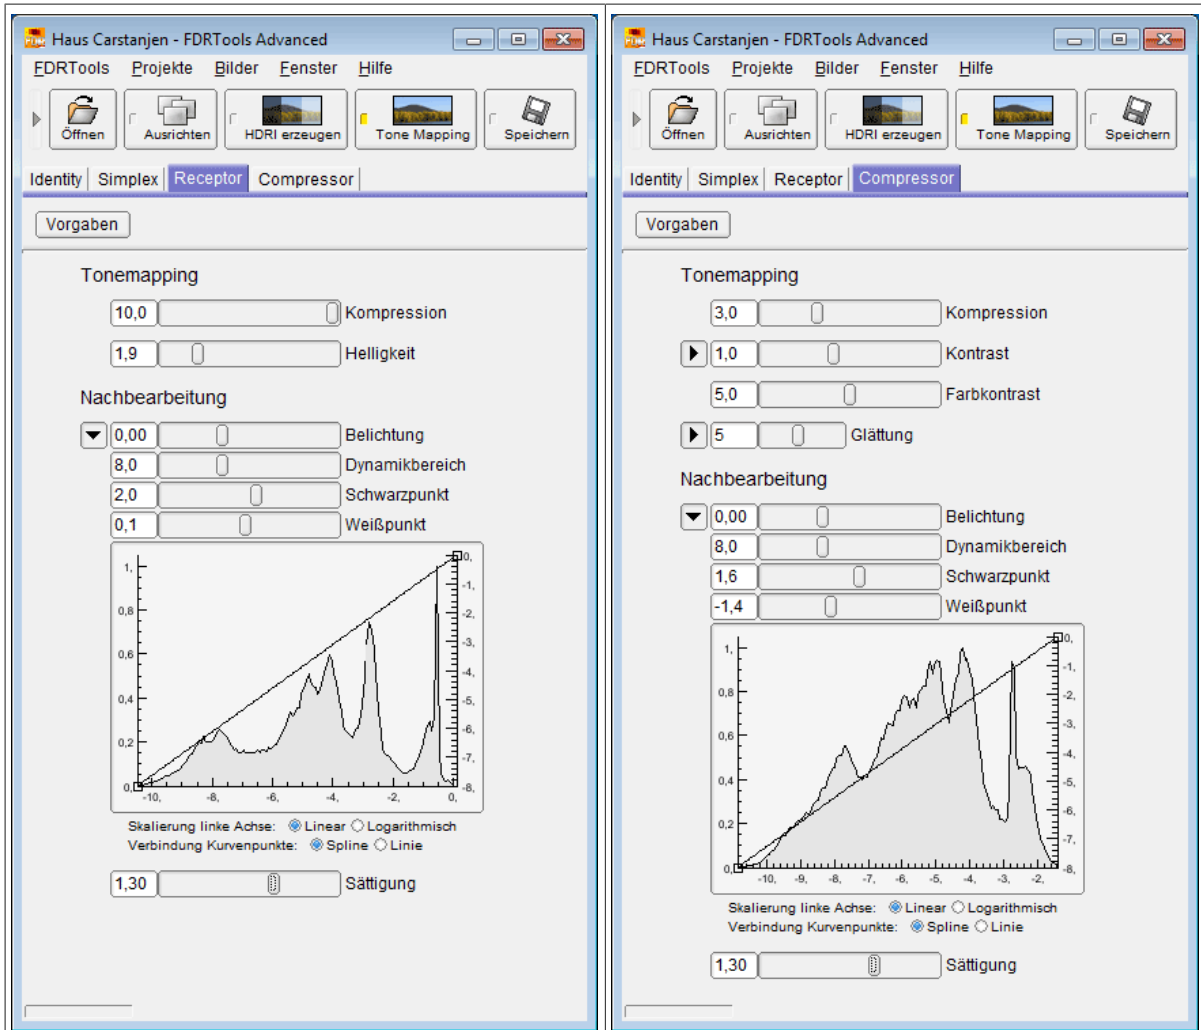 Haus Carstanjen - FDRTools Advanced
FDRTools Projekte Bilder Fenster Hilfe
Öffnen Ausrichten HDRI erzeugen Tone Mapping Speichern
Identity Simplex Receptor Compressor
Vorgaben
Tonemapping
10,0 Kompression
1,9 Helligkeit
Nachbearbeitung
0,00 Belichtung
8,0 Dynamikbereich
2,0 Schwarzpunkt
0,1 Weißpunkt
1, 0,
-1,
0,8 -2,
-3,
0,6 -4,
0,4 -5,
-6,
0,2 -7,
0, -8,
-10, -8, -6, -4, -2, 0,
Skalierung linke Achse: Linear Logarithmisch
Verbindung Kurvenpunkte: Spline Linie
1,30 Sättigung
Haus Carstanjen - FDRTools Advanced
FDRTools Projekte Bilder Fenster Hilfe
Öffnen Ausrichten HDRI erzeugen Tone Mapping Speichern
Identity Simplex Receptor Compressor
Vorgaben
Tonemapping
3,0 Kompression
1,0 Kontrast
5,0 Farbkontrast
5 Glättung
Nachbearbeitung
0,00 Belichtung
8,0 Dynamikbereich
1,6 Schwarzpunkt
-1,4 Weißpunkt
1, 0,
-1,
0,8 -2,
-3,
0,6 -4,
0,4 -5,
-6,
0,2 -7,
0, -8,
-10, -9, -8, -7, -6, -5, -4, -3, -2,
Skalierung linke Achse: Linear Logarithmisch
Verbindung Kurvenpunkte: Spline Linie
1,30 Sättigung